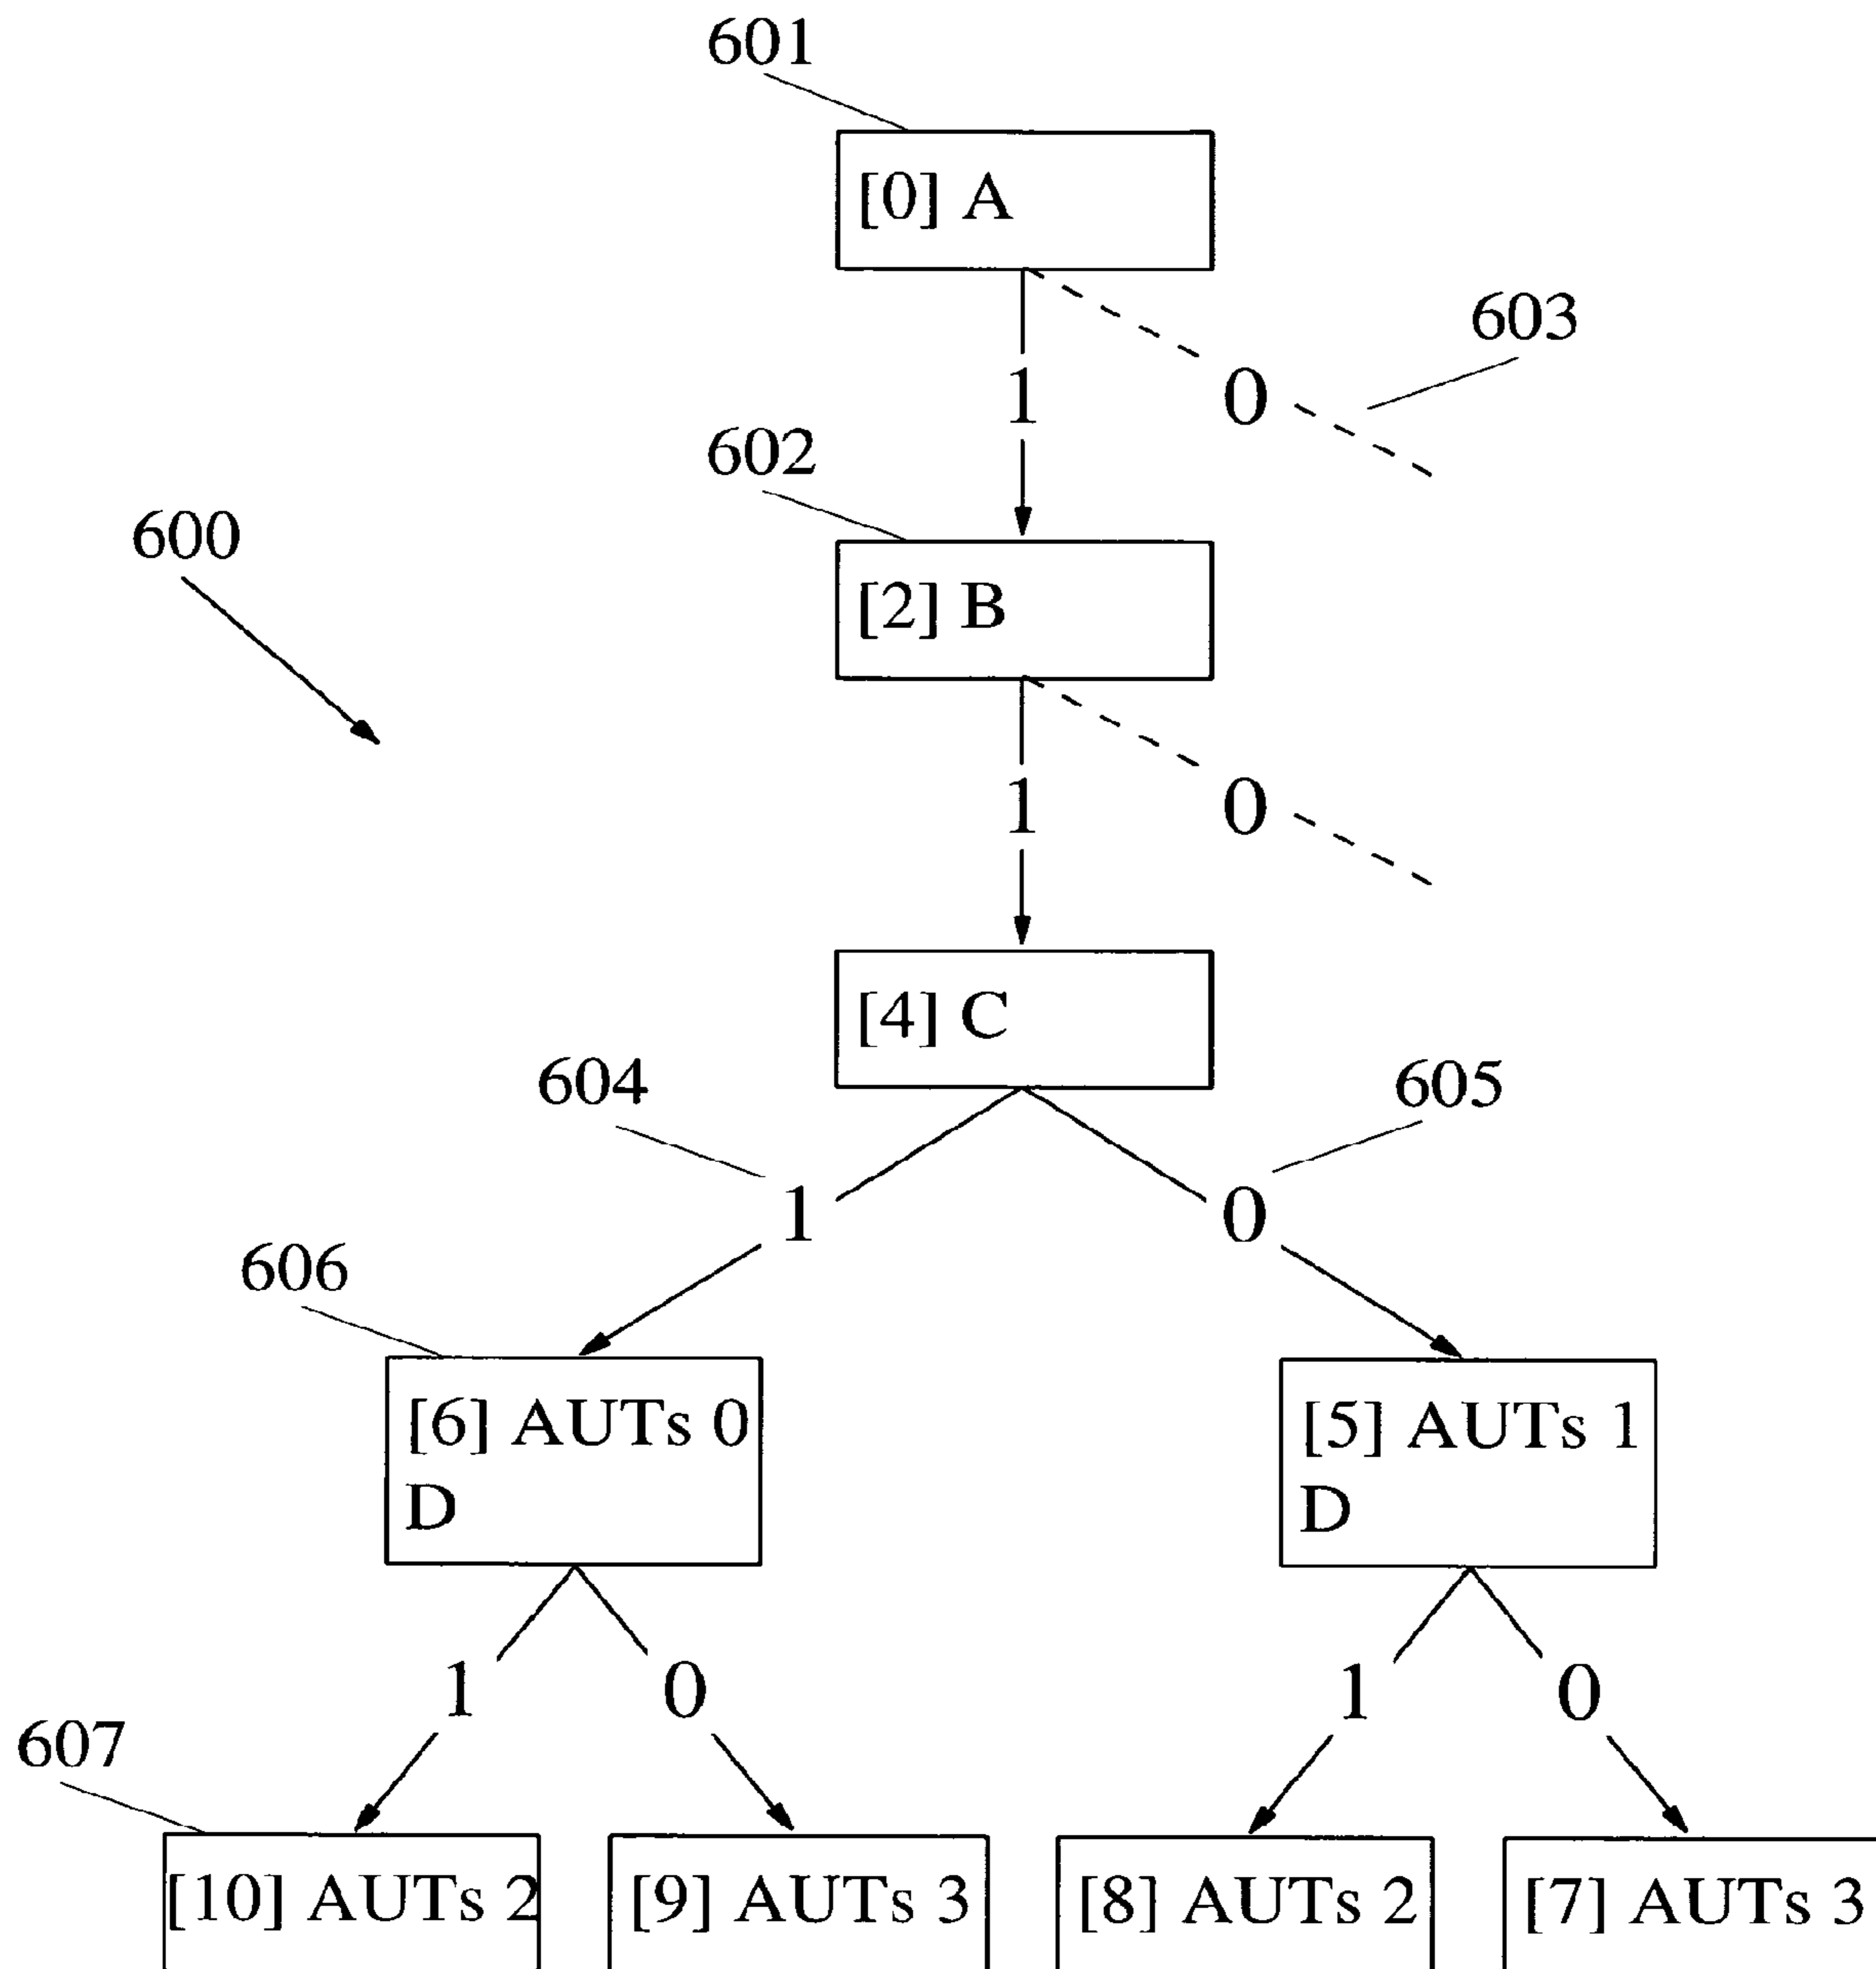 601
[0] A
603
1 0
602
[2] B
600
1 0
[4] C
604 605
1 0
606
[6] AUTs 0
D
[5] AUTs 1
D
1 0 1 0
607
[10] AUTs 2
[9] AUTs 3
[8] AUTs 2
[7] AUTs 3